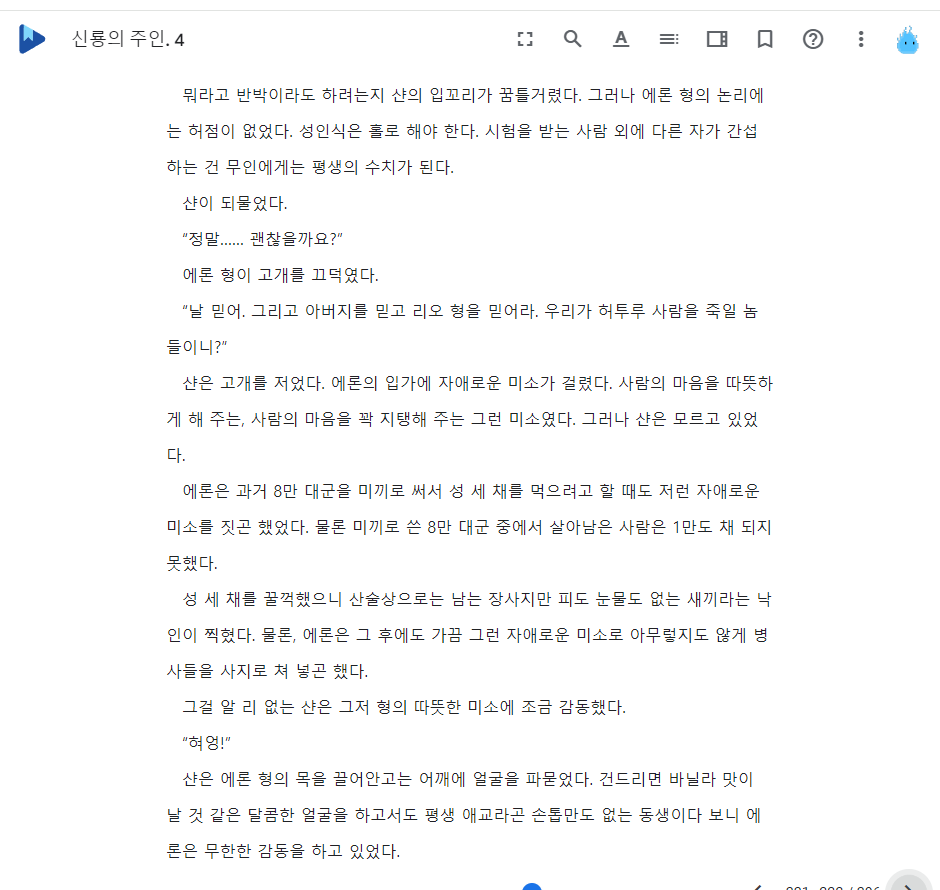 신룡의 주인. 4
뭐라고 반박이라도 하려는지 샨의 입꼬리가 꿈틀거렸다. 그러나 에론 형의 논리에
는 허점이 없었다. 성인식은 홀로 해야 한다. 시험을 받는 사람 외에 다른 자가 간섭
하는 건 무인에게는 평생의 수치가 된다.
샨이 되물었다.
“정말...... 괜찮을까요?”
에론 형이 고개를 끄덕였다.
“날 믿어. 그리고 아버지를 믿고 리오 형을 믿어라. 우리가 허투루 사람을 죽일 놈
들이니?”
샨은 고개를 저었다. 에론의 입가에 자애로운 미소가 걸렸다. 사람의 마음을 따뜻하
게 해 주는, 사람의 마음을 꽉 지탱해 주는 그런 미소였다. 그러나 샨은 모르고 있었
다.
에론은 과거 8만 대군을 미끼로 써서 성 세 채를 먹으려고 할 때도 저런 자애로운
미소를 짓곤 했었다. 물론 미끼로 쓴 8만 대군 중에서 살아남은 사람은 1만도 채 되지
못했다.
성 세 채를 꿀꺽했으니 산술상으로는 남는 장사지만 피도 눈물도 없는 새끼라는 낙
인이 찍혔다. 물론, 에론은 그 후에도 가끔 그런 자애로운 미소로 아무렇지도 않게 병
사들을 사지로 쳐 넣곤 했다.
그걸 알 리 없는 샨은 그저 형의 따뜻한 미소에 조금 감동했다.
“혀엉!”
샨은 에론 형의 목을 끌어안고는 어깨에 얼굴을 파묻었다. 건드리면 바닐라 맛이
날 것 같은 달콤한 얼굴을 하고서도 평생 애교라곤 손톱만도 없는 동생이다 보니 에
론은 무한한 감동을 하고 있었다.